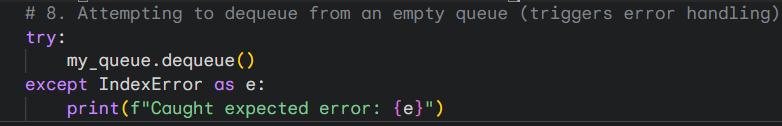 # 8. Attempting to dequeue from an empty queue (triggers error handling)
try:
    my_queue.dequeue()
except IndexError as e:
    print(f"Caught expected error: {e}")